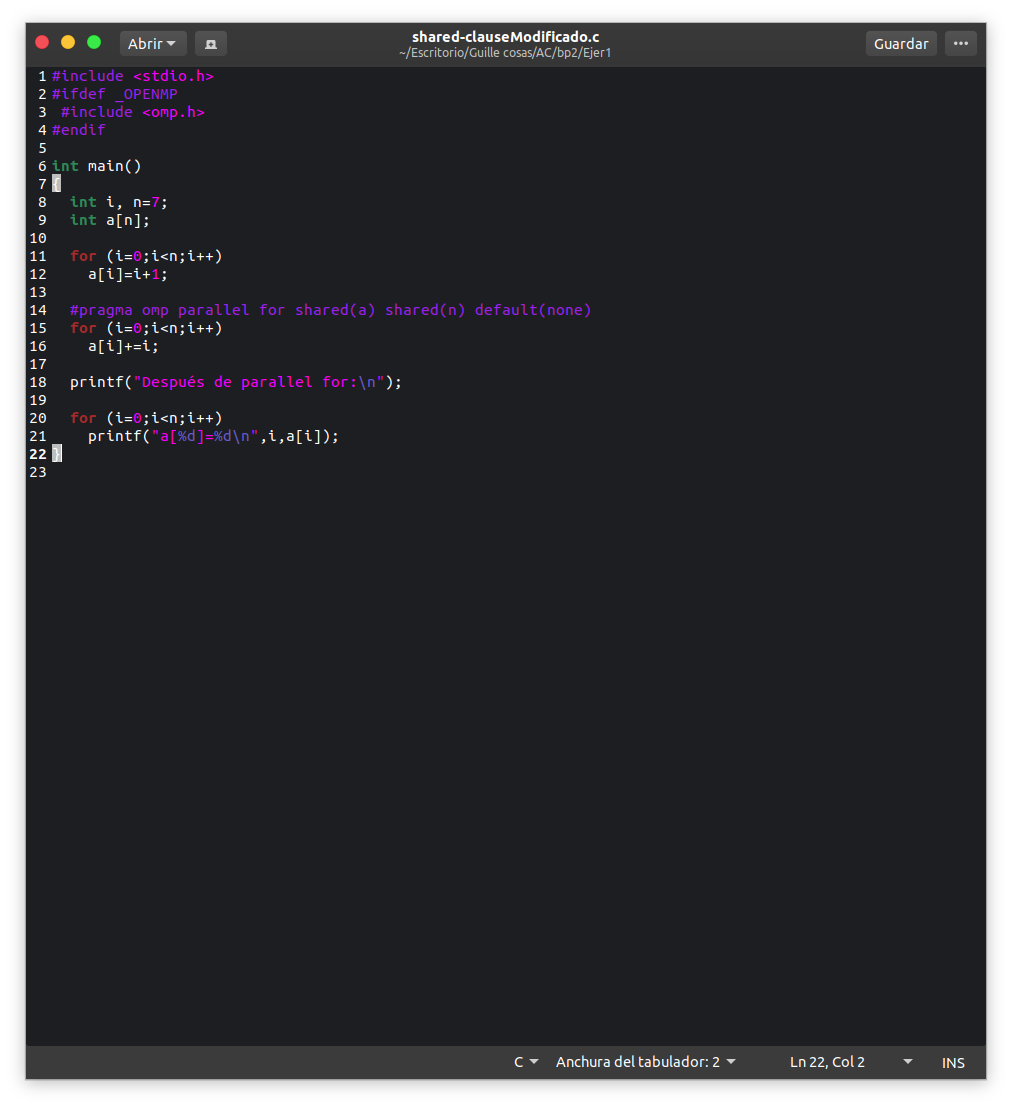 Abrir
shared-clauseModificado.c
~/Escritorio/Guille cosas/AC/bp2/Ejer1
Guardar
1 #include <stdio.h>
2 #ifdef _OPENMP
3  #include <omp.h>
4 #endif
5
6 int main()
7 {
8   int i, n=7;
9   int a[n];
10
11   for (i=0;i<n;i++)
12     a[i]=i+1;
13
14   #pragma omp parallel for shared(a) shared(n) default(none)
15   for (i=0;i<n;i++)
16     a[i]+=i;
17
18   printf("Después de parallel for:\n");
19
20   for (i=0;i<n;i++)
21     printf("a[%d]=%d\n",i,a[i]);
22 }
23
C Anchura del tabulador: 2 Ln 22, Col 2 INS